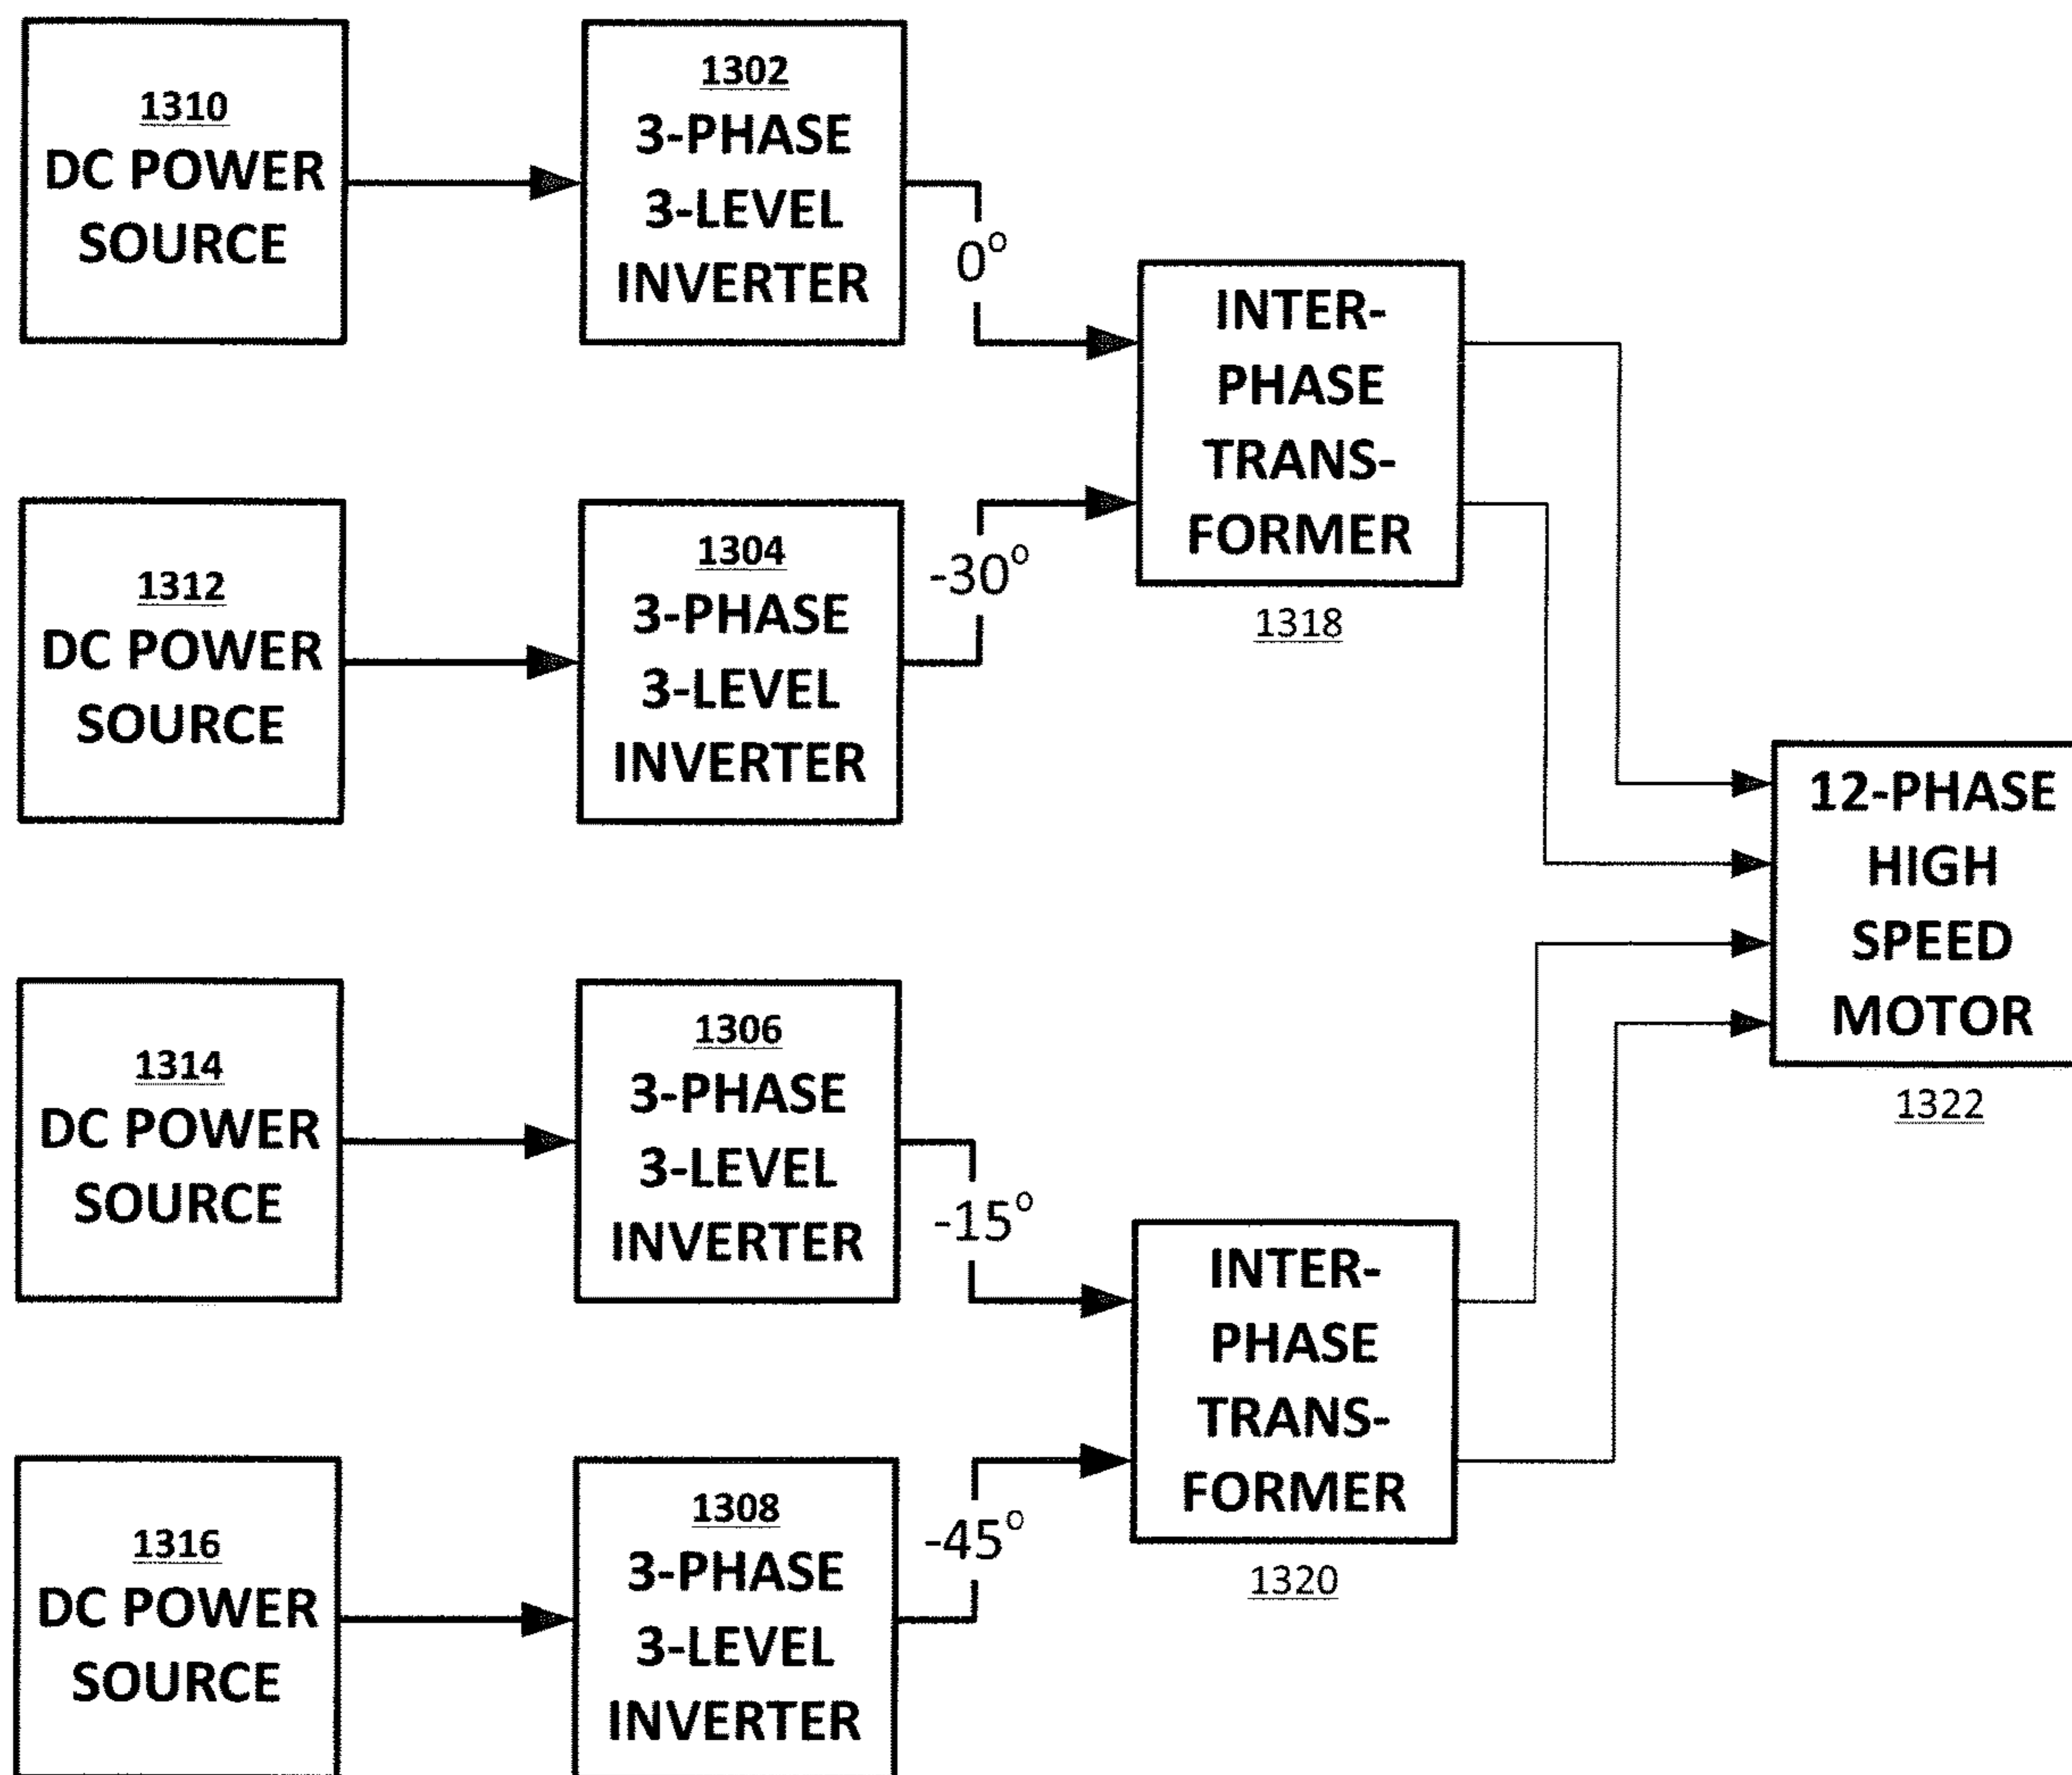 1310
DC POWER
SOURCE
1302
3-PHASE
3-LEVEL
INVERTER
0°
INTER-
PHASE
TRANS-
FORMER
1318
1312
DC POWER
SOURCE
1304
3-PHASE
3-LEVEL
INVERTER
-30°
12-PHASE
HIGH
SPEED
MOTOR
1322
1314
DC POWER
SOURCE
1306
3-PHASE
3-LEVEL
INVERTER
-15°
INTER-
PHASE
TRANS-
FORMER
1320
1316
DC POWER
SOURCE
1308
3-PHASE
3-LEVEL
INVERTER
-45°